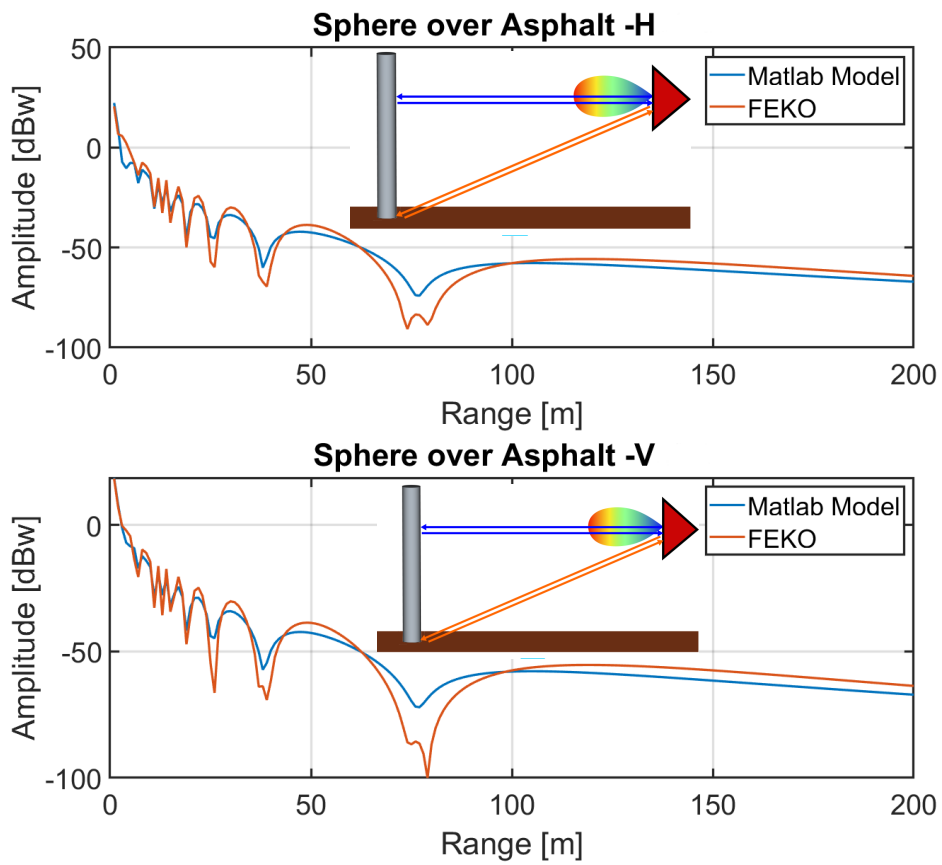 Sphere over Asphalt -H
50
0
-50
-100
Amplitude [dBw]
Matlab Model
FEKO
0 50 100 150 200
Range [m]
Sphere over Asphalt -V
0
-50
-100
Amplitude [dBw]
Matlab Model
FEKO
0 50 100 150 200
Range [m]